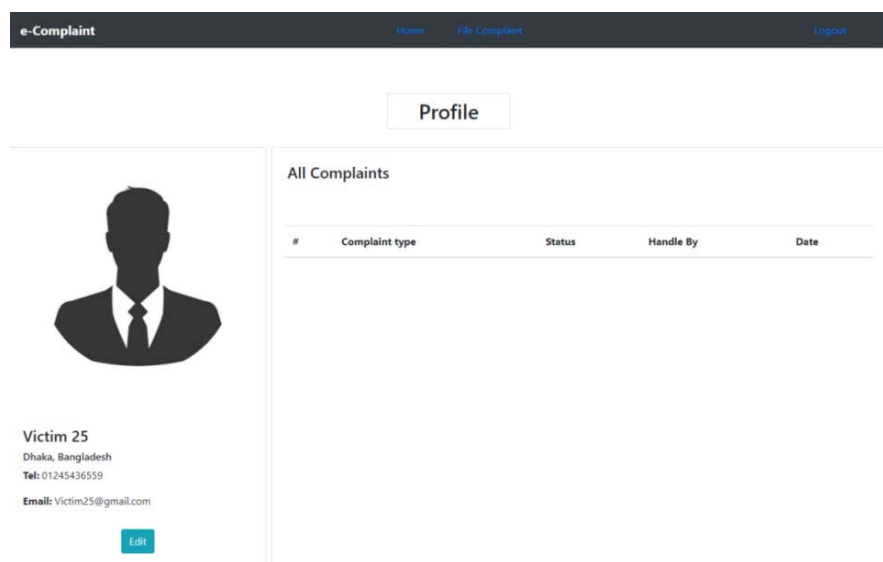 e-Complaint Home File Complaint Logout
Profile
All Complaints
# Complaint type Status Handle By Date
Victim 25
Dhaka, Bangladesh
Tel: 01245436559
Email: Victim25@gmail.com
Edit